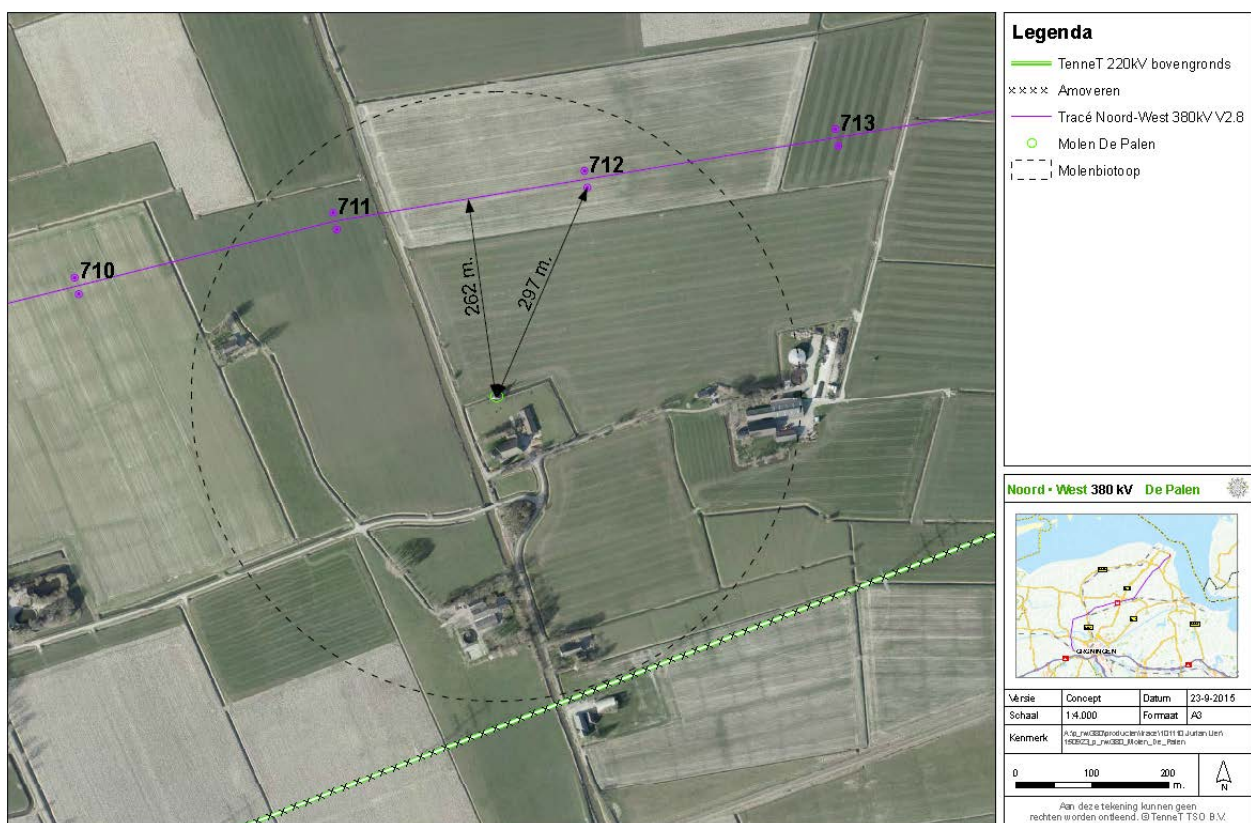 713
712
711
710
262 m.
297 m.
Legenda
TenneT 220kV bovengronds
Amoveren
Tracé Noord-West 380kV V2.8
Molen De Palen
Molenbiotoop
Noord - West 380 kV De Palen
GRONINGEN
Versie Concept Datum 23-9-2015
Schaal 1:4.000 Formaat A3
Kenmerk
0 100 200 m.
N
Aan deze tekening kunnen geen
rechten worden ontleend. © TenneT TSO B.V.